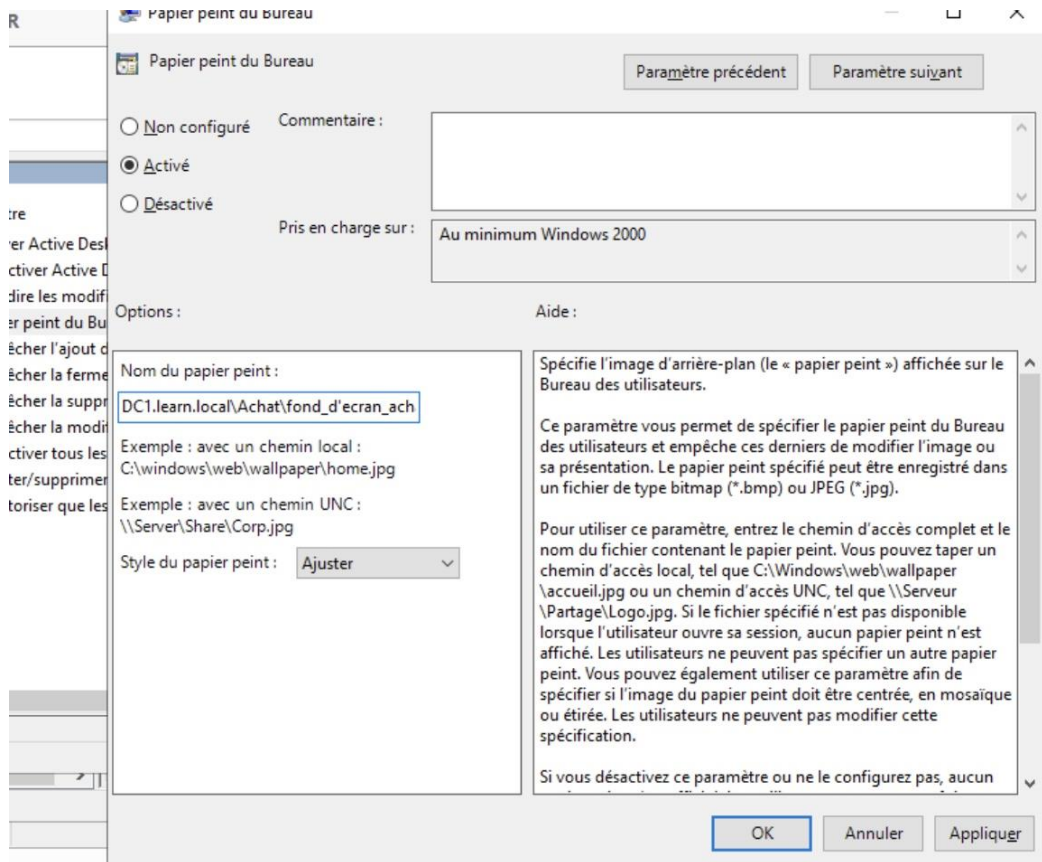 R
Papier peint du Bureau
Papier peint du Bureau
Paramètre précédent
Paramètre suivant
Non configuré
Activé
Désactivé
Commentaire :
Pris en charge sur :
Au minimum Windows 2000
tre
er Active Desk
ctiver Active D
dire les modifi
er peint du Bu
êcher l'ajout d
êcher la ferme
êcher la suppr
êcher la modif
ctiver tous les
ter/supprimer
toriser que les
Options :
Aide :
Nom du papier peint :
DC1.learn.local\Achat\fond_d'ecran_ach
Exemple : avec un chemin local :
C:\windows\web\wallpaper\home.jpg
Exemple : avec un chemin UNC :
\\Server\Share\Corp.jpg
Style du papier peint :
Ajuster
Spécifie l'image d'arrière-plan (le « papier peint ») affichée sur le
Bureau des utilisateurs.
Ce paramètre vous permet de spécifier le papier peint du Bureau
des utilisateurs et empêche ces derniers de modifier l'image ou
sa présentation. Le papier peint spécifié peut être enregistré dans
un fichier de type bitmap (*.bmp) ou JPEG (*.jpg).
Pour utiliser ce paramètre, entrez le chemin d'accès complet et le
nom du fichier contenant le papier peint. Vous pouvez taper un
chemin d'accès local, tel que C:\Windows\web\wallpaper
\accueil.jpg ou un chemin d'accès UNC, tel que \\Serveur
\Partage\Logo.jpg. Si le fichier spécifié n'est pas disponible
lorsque l'utilisateur ouvre sa session, aucun papier peint n'est
affiché. Les utilisateurs ne peuvent pas spécifier un autre papier
peint. Vous pouvez également utiliser ce paramètre afin de
spécifier si l'image du papier peint doit être centrée, en mosaïque
ou étirée. Les utilisateurs ne peuvent pas modifier cette
spécification.
Si vous désactivez ce paramètre ou ne le configurez pas, aucun
OK
Annuler
Appliquer